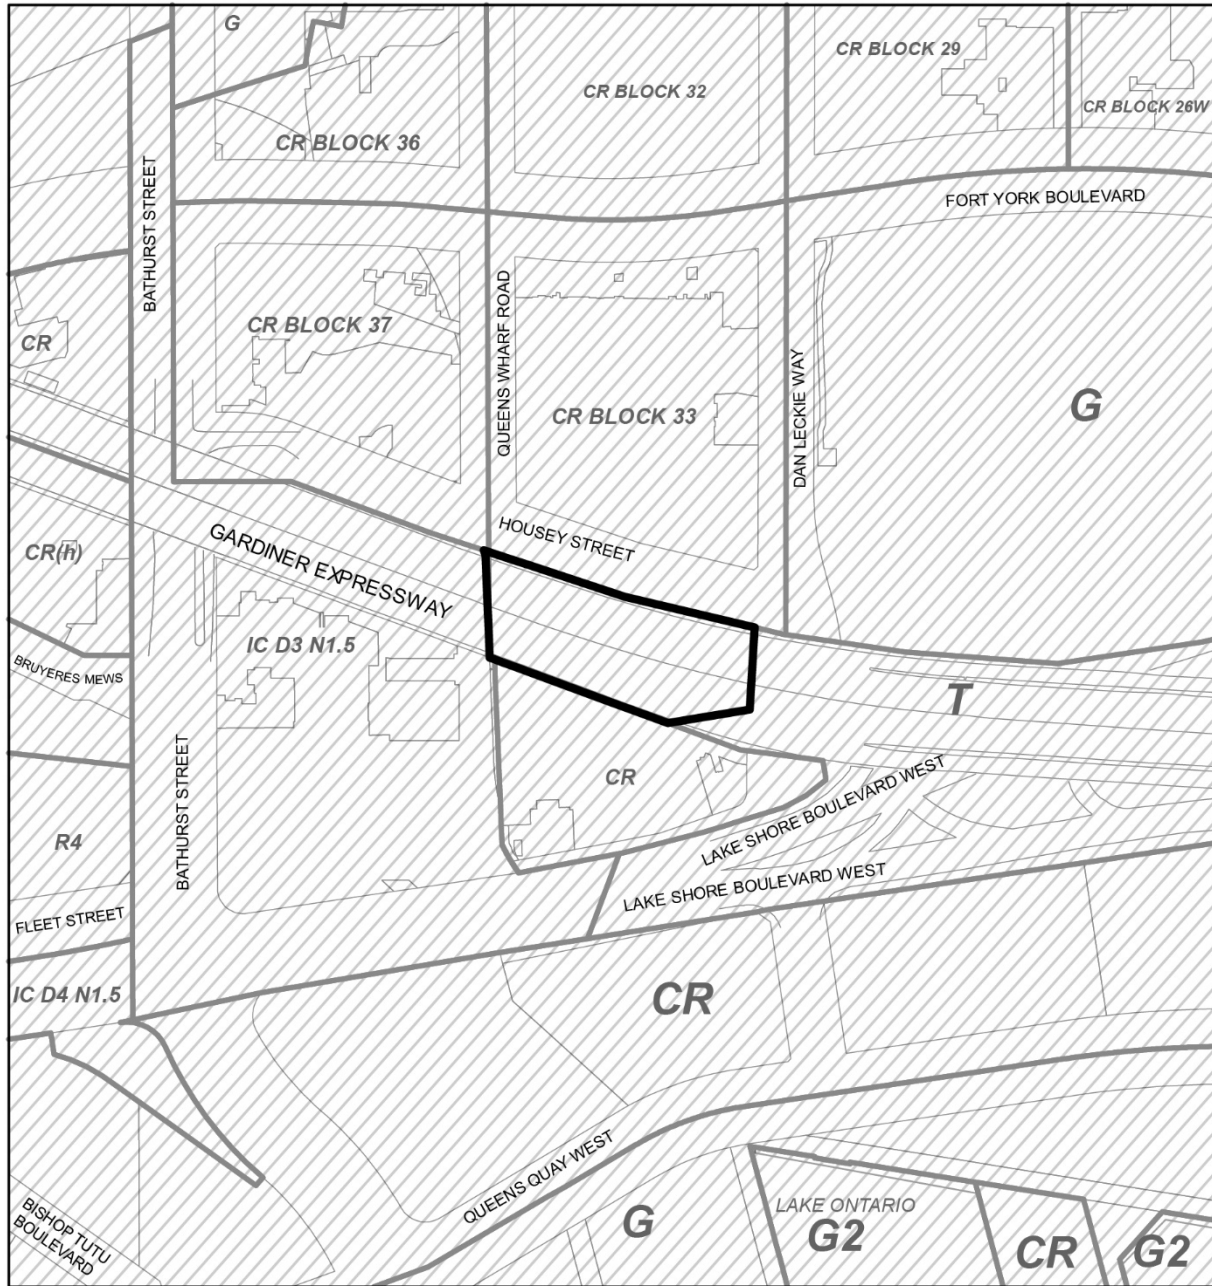 G
CR BLOCK 29
CR BLOCK 32
CR BLOCK 26W
CR BLOCK 36
BATHURST STREET
FORT YORK BOULEVARD
CR BLOCK 37
QUEENS WHARF ROAD
CR
DAN LECKIE WAY
G
CR BLOCK 33
HOUSEY STREET
GARDINER EXPRESSWAY
CR(h)
IC D3 N1.5
BRUYERES MEWS
T
CR
LAKE SHORE BOULEVARD WEST
BATHURST STREET
R4
LAKE SHORE BOULEVARD WEST
FLEET STREET
IC D4 N1.5
CR
QUEENS QUAY WEST
LAKE ONTARIO
G
G2
CR
G2
BISHOP TUTU
BOULEVARD